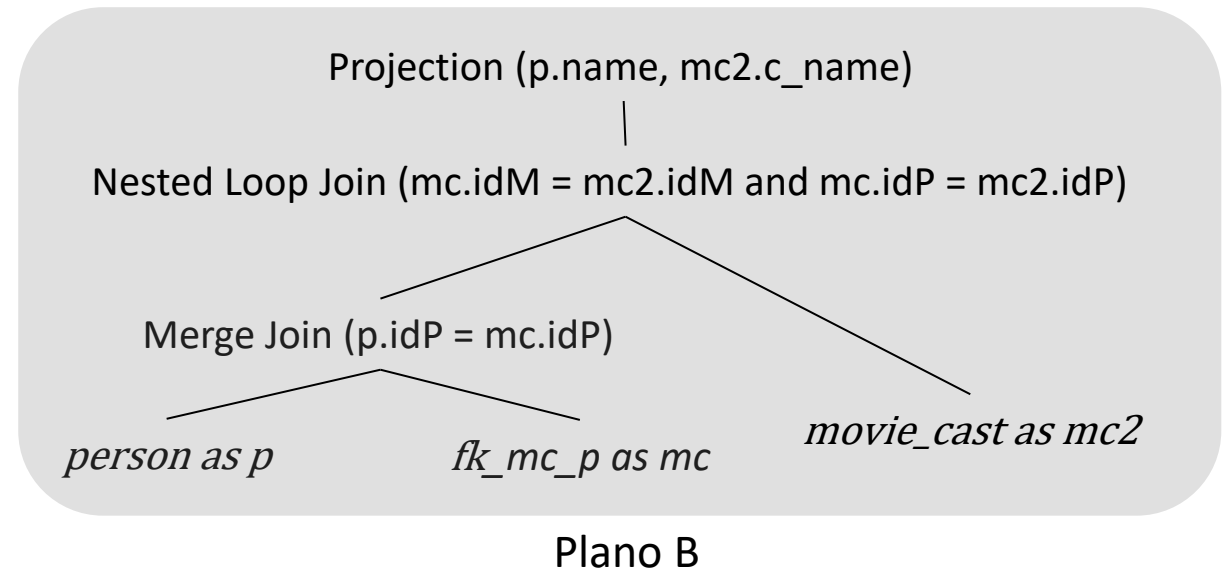 Projection (p.name, mc2.c_name)
Nested Loop Join (mc.idM = mc2.idM and mc.idP = mc2.idP)
Merge Join (p.idP = mc.idP)
person as p
fk_mc_p as mc
movie_cast as mc2
Plano B